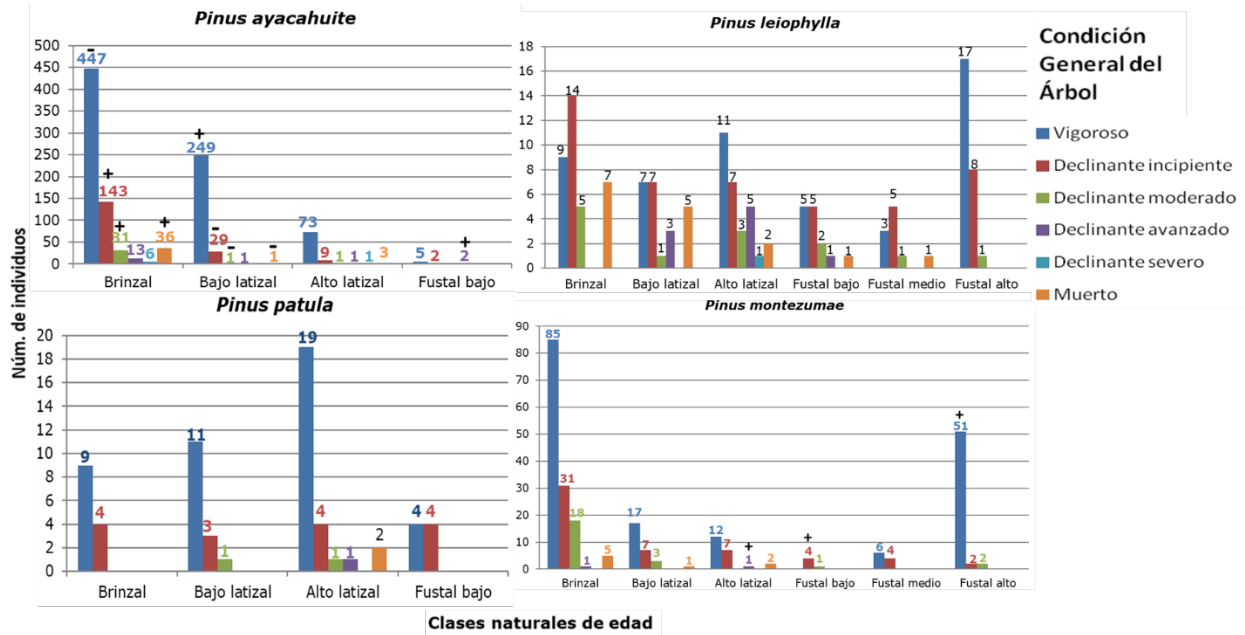 Pinus ayacahuite
Núm. de individuos
500
450
400
350
300
250
200
150
100
50
0
- + + + + - - - +
447 143 31 13 6 36
249 29 1 1 1
73 9 1 1 1 3
5 2 2
Brinzal Bajo latizal Alto latizal Fustal bajo
Pinus leiophylla
18
16
14
12
10
8
6
4
2
0
9 14 5 7
7 7 1 3 5
11 7 3 5 1 2
5 5 2 1 1
3 5 1 1
17 8 1
Brinzal Bajo latizal Alto latizal Fustal bajo Fustal medio Fustal alto
Condición
General del
Árbol
Vigoroso
Declinante incipiente
Declinante moderado
Declinante avanzado
Declinante severo
Muerto
Pinus patula
20
18
16
14
12
10
8
6
4
2
0
9 4
11 3 1
19 4 1 1 2
4 4
Brinzal Bajo latizal Alto latizal Fustal bajo
Pinus montezumae
90
80
70
60
50
40
30
20
10
0
85 31 18 1 5
17 7 3 1
12 7 + 1 2
+ 4 1
6 4
+ 51 2 2
Brinzal Bajo latizal Alto latizal Fustal bajo Fustal medio Fustal alto
Clases naturales de edad